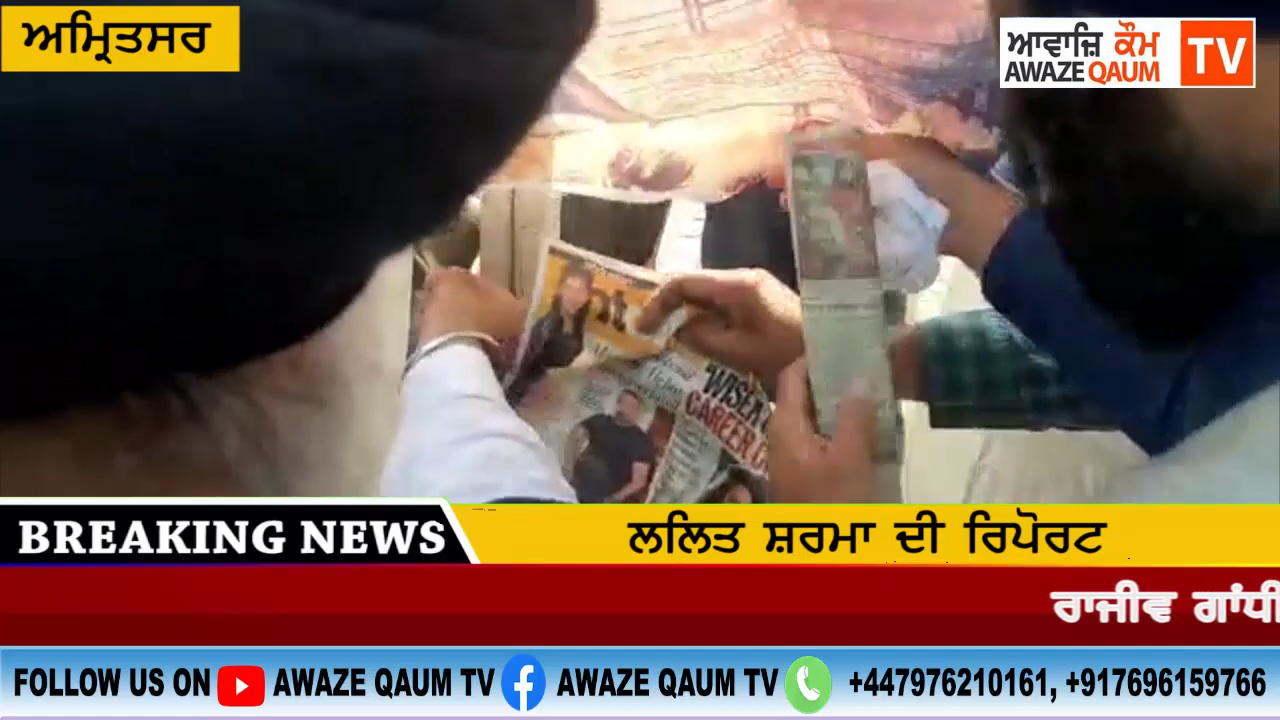 ਅਮ੍ਰਿਤਸਰ
ਆਵਾਜ਼ਿ ਕੌਮ
AWAZE QAUM TV
CAREER
BREAKING NEWS
ਲਲਿਤ ਸ਼ਰਮਾ ਦੀ ਰਿਪੋਰਟ
ਰਾਜੀਵ ਗਾਂਧੀ
FOLLOW US ON AWAZE QAUM TV AWAZE QAUM TV +447976210161, +917696159766